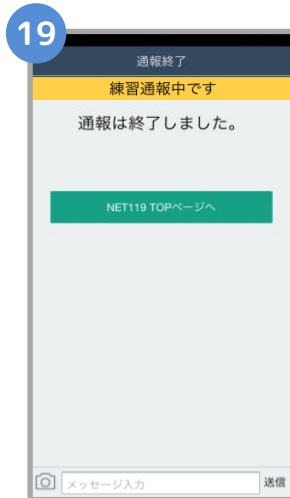 19
通報終了
練習通報中です
通報は終了しました。
NET119 TOPページへ
メッセージ入力
送信